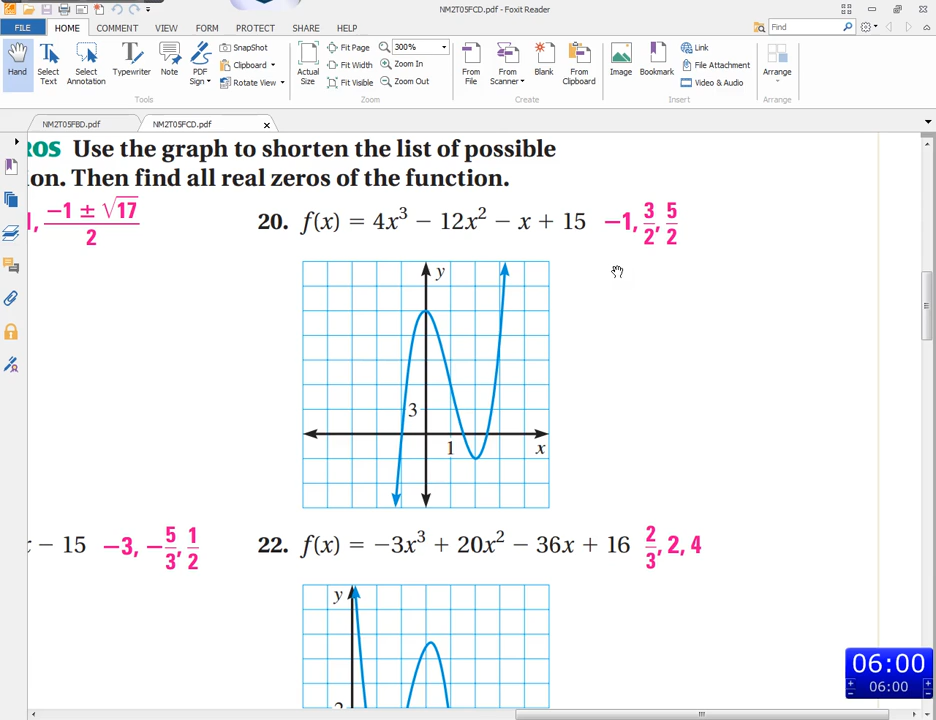 NM2T05FCD.pdf - Foxit Reader
FILE HOME COMMENT VIEW FORM PROTECT SHARE HELP
Find
Hand
Select Text
Select Annotation
Typewriter
Note
PDF Sign
SnapShot
Clipboard
Rotate View
Tools
Actual Size
Fit Page
Fit Width
Fit Visible
300%
Zoom In
Zoom Out
Zoom
From File
From Scanner
Blank
From Clipboard
Create
Image
Bookmark
Link
File Attachment
Video & Audio
Insert
Arrange
Arrange
NM2T05FBD.pdf NM2T05FCD.pdf
ROS Use the graph to shorten the list of possible
on. Then find all real zeros of the function.
1, (−1 ± √17)/2
20. f(x) = 4x³ − 12x² − x + 15 −1, 3/2, 5/2
y
3
1
x
− 15 −3, −5/3, 1/2
22. f(x) = −3x³ + 20x² − 36x + 16 2/3, 2, 4
y
2
06:00
06:00